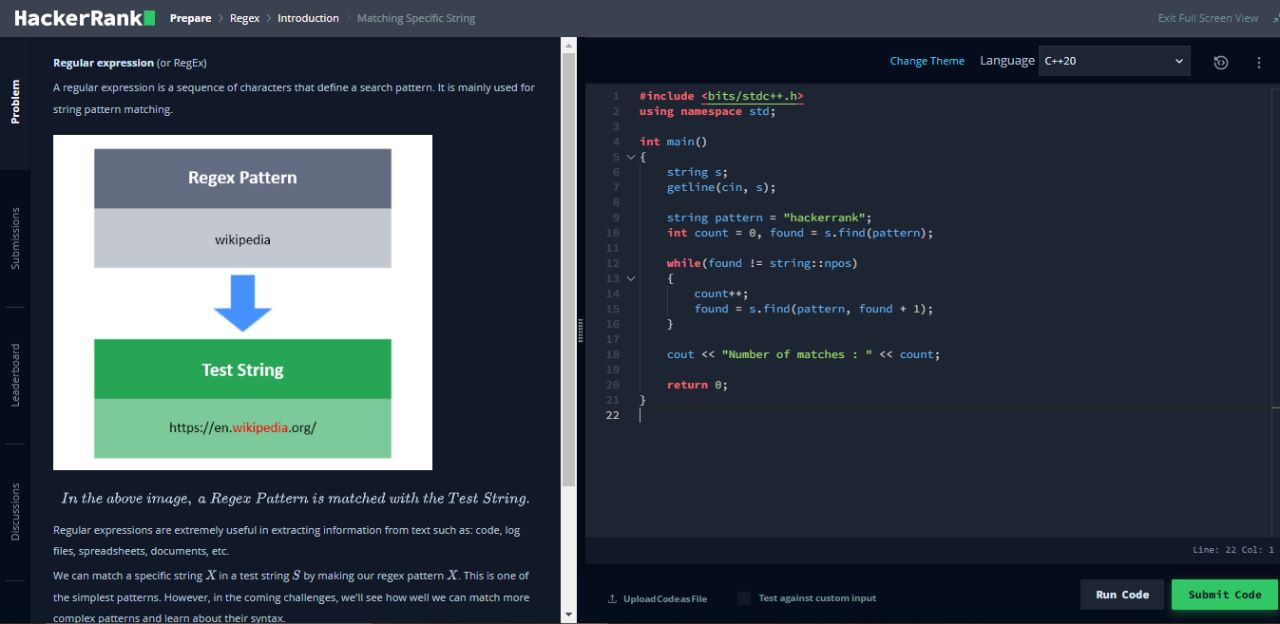 HackerRank
Prepare > Regex > Introduction > Matching Specific String
Exit Full Screen View
Problem
Submissions
Leaderboard
Discussions
Regular expression (or RegEx)
A regular expression is a sequence of characters that define a search pattern. It is mainly used for
string pattern matching.
Regex Pattern
wikipedia
Test String
https://en.wikipedia.org/
In the above image, a Regex Pattern is matched with the Test String.
Regular expressions are extremely useful in extracting information from text such as: code, log
files, spreadsheets, documents, etc.
We can match a specific string X in a test string S by making our regex pattern X. This is one of
the simplest patterns. However, in the coming challenges, we'll see how well we can match more
complex patterns and learn about their syntax.
Change Theme Language C++20
1 #include <bits/stdc++.h>
2 using namespace std;
3
4 int main()
5 {
6 string s;
7 getline(cin, s);
8
9 string pattern = "hackerrank";
10 int count = 0, found = s.find(pattern);
11
12 while(found != string::npos)
13 {
14 count++;
15 found = s.find(pattern, found + 1);
16 }
17
18 cout << "Number of matches : " << count;
19
20 return 0;
21 }
22
Line: 22 Col: 1
Upload Code as File
Test against custom input
Run Code
Submit Code